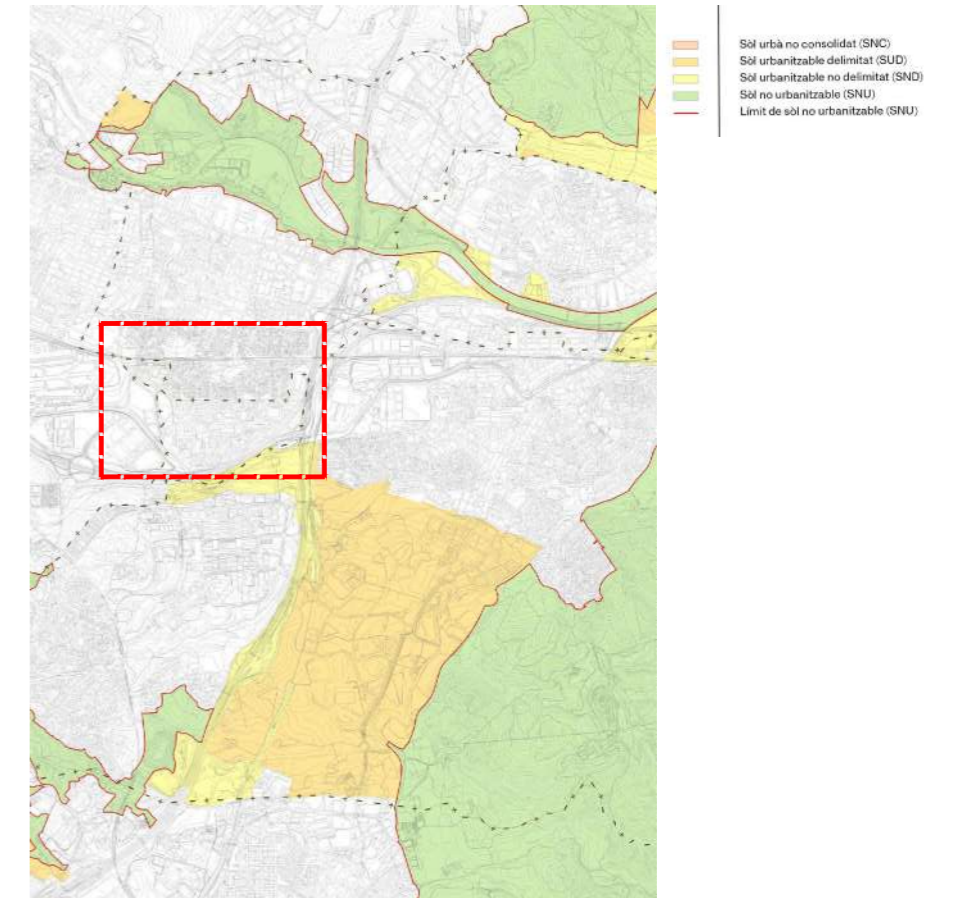 Sòl urbà no consolidat (SNC)
Sòl urbanitzable delimitat (SUD)
Sòl urbanitzable no delimitat (SND)
Sòl no urbanitzable (SNU)
Límit de sòl no urbanitzable (SNU)